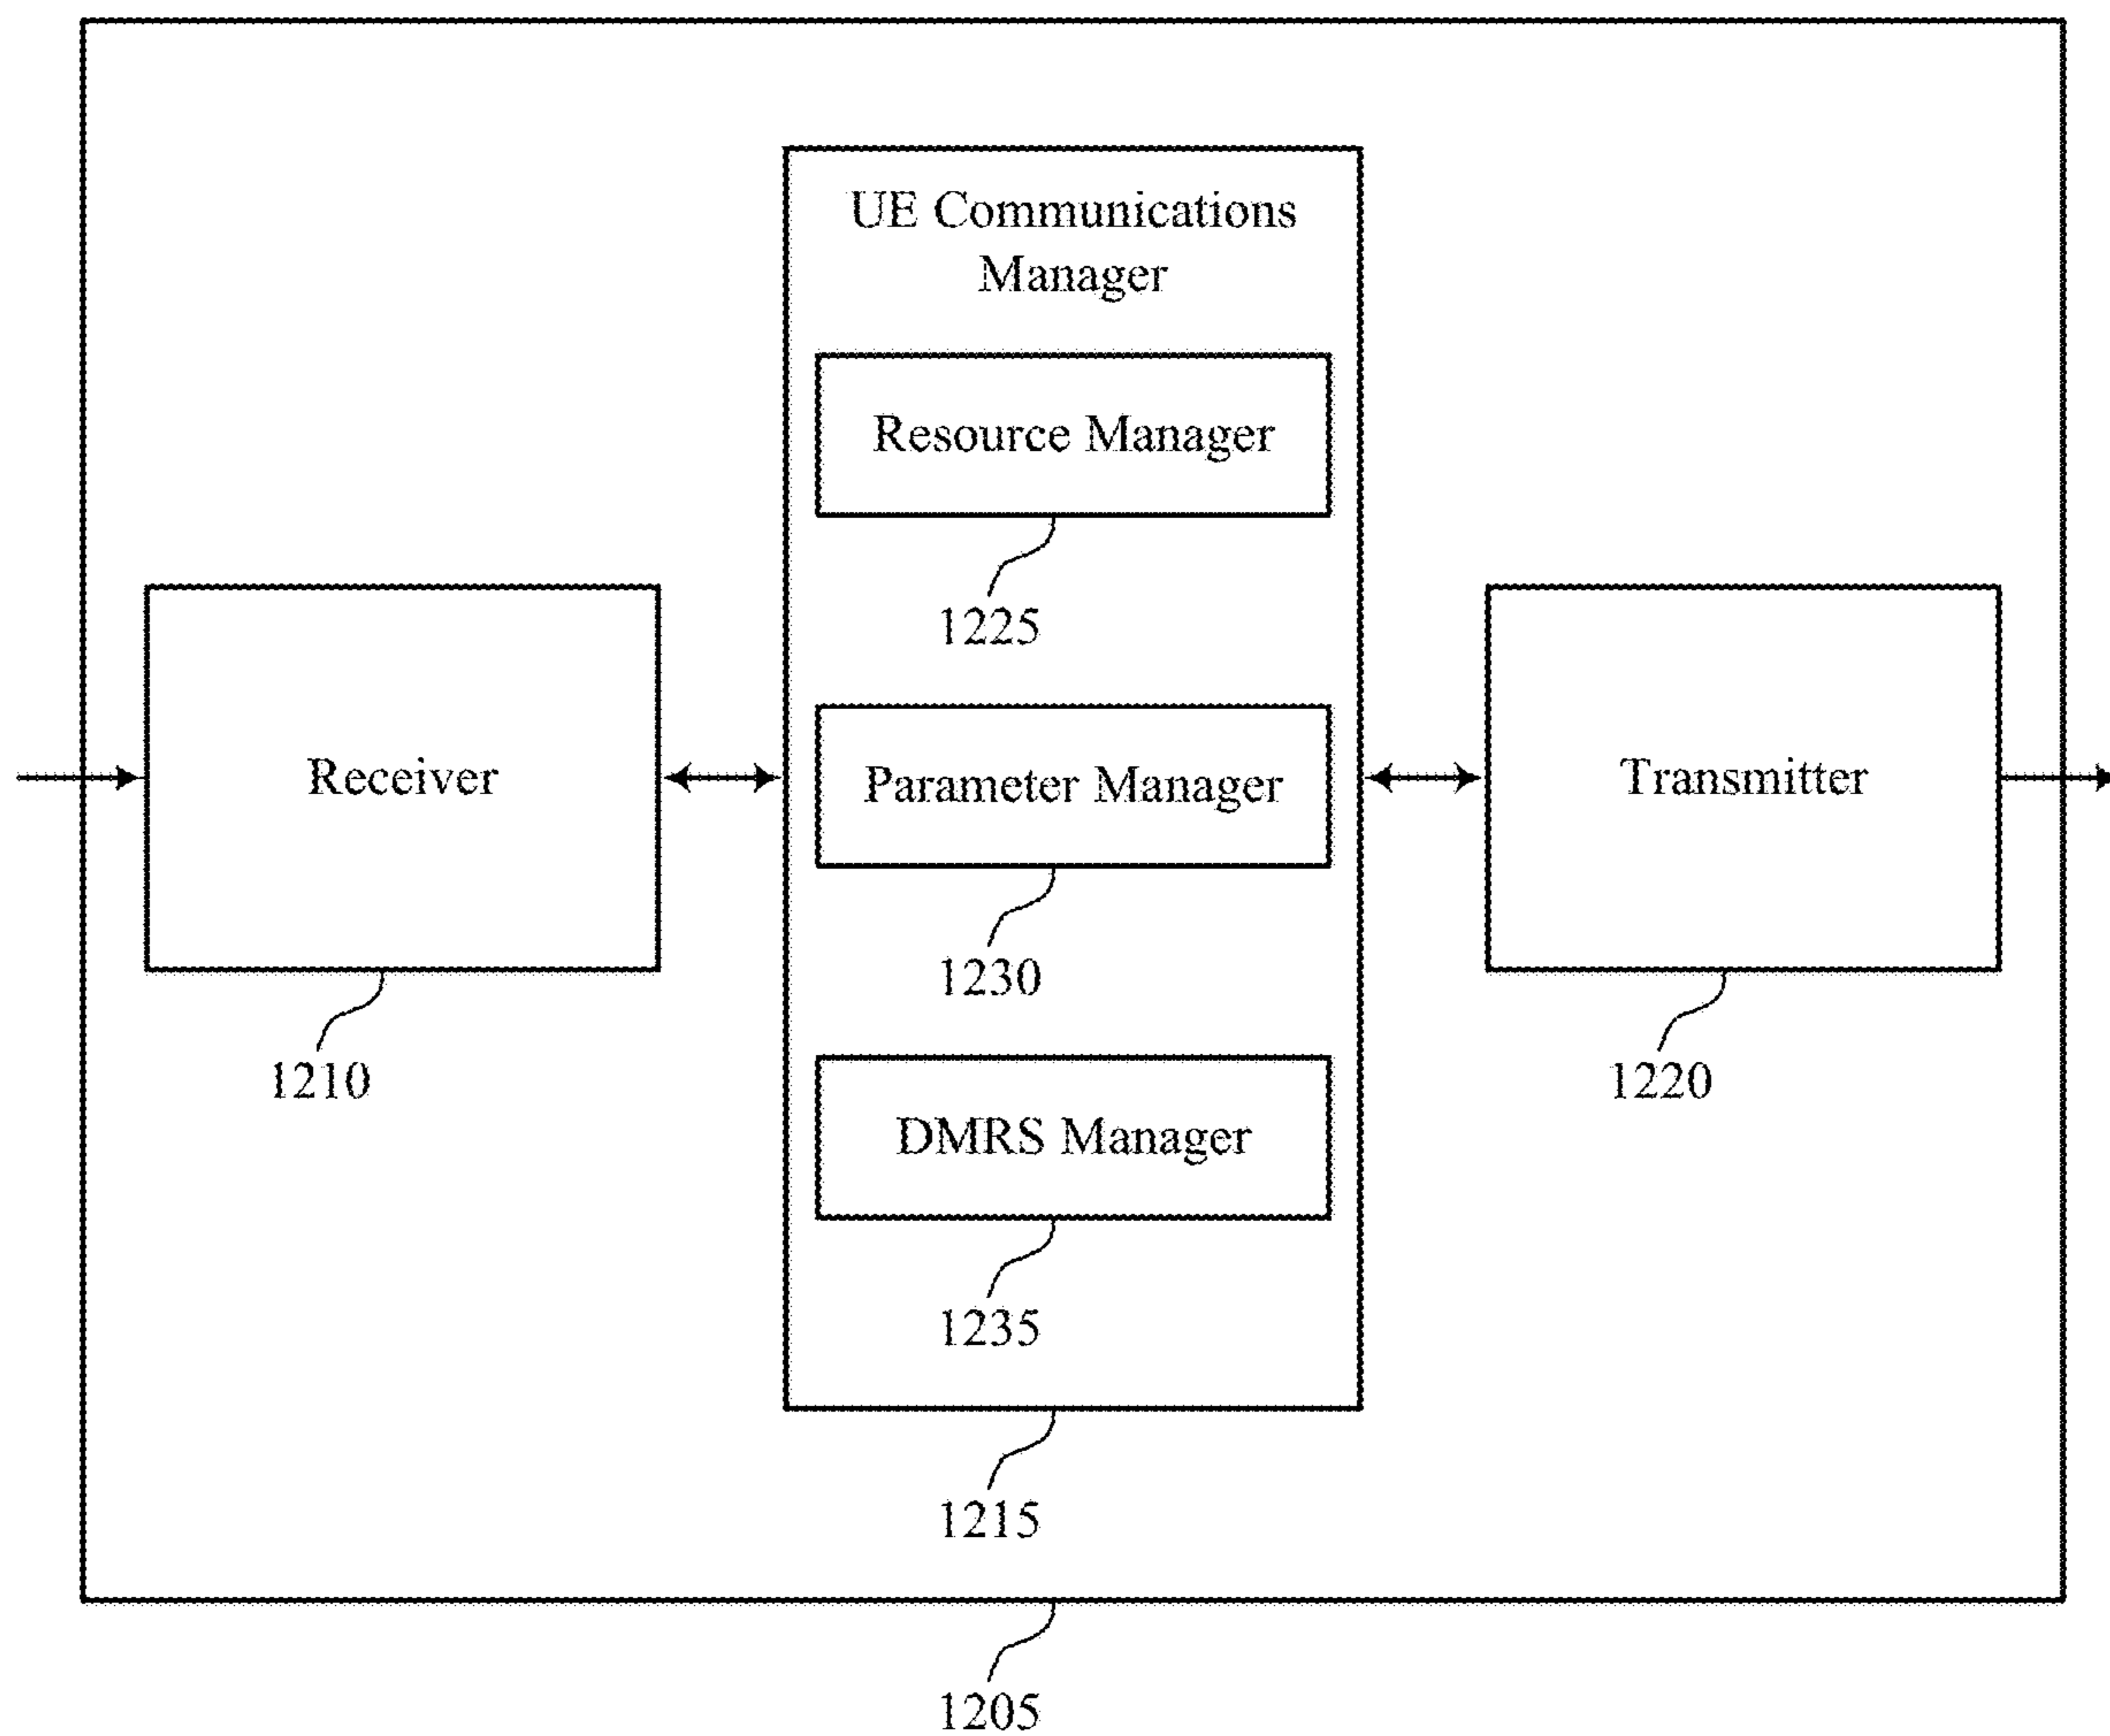 UE Communications
Manager
Resource Manager
1225
Receiver
Parameter Manager
Transmitter
1230
1210
1220
DMRS Manager
1235
1215
1205